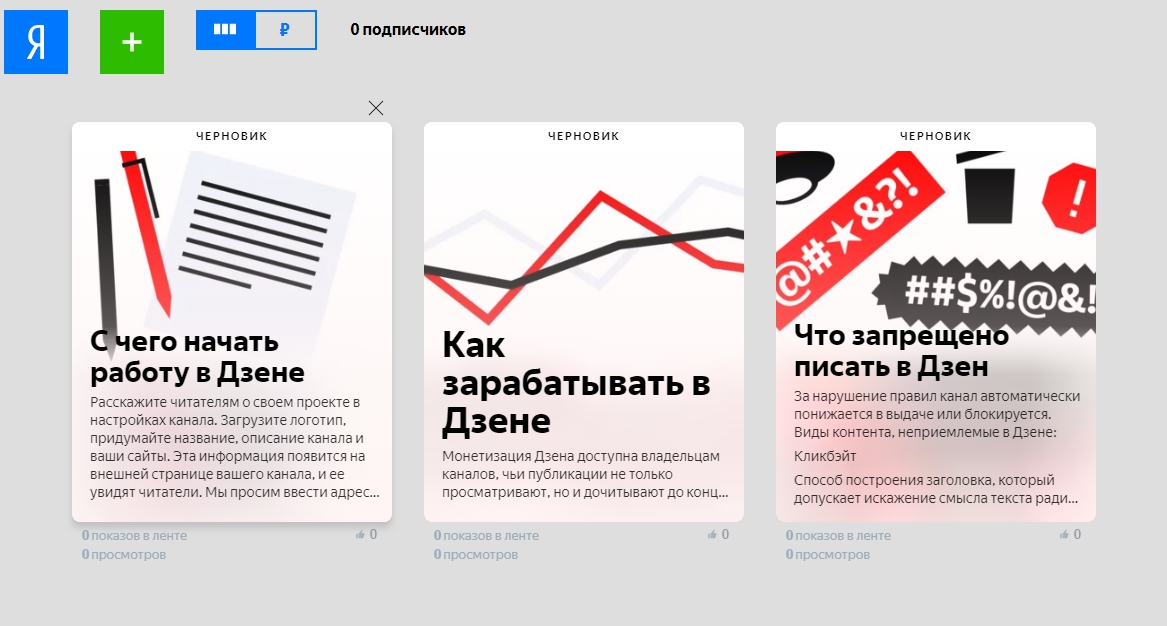 Я
+
₽
0 подписчиков
ЧЕРНОВИК
С чего начать
работу в Дзене
Расскажите читателям о своем проекте в
настройках канала. Загрузите логотип,
придумайте название, описание канала и
ваши сайты. Эта информация появится на
внешней странице вашего канала, и ее
увидят читатели. Мы просим ввести адрес...
0 показов в ленте
0
0 просмотров
ЧЕРНОВИК
Как
зарабатывать в
Дзене
Монетизация Дзена доступна владельцам
каналов, чьи публикации не только
просматривают, но и дочитывают до конц...
0 показов в ленте
0
0 просмотров
ЧЕРНОВИК
@#★&?!
!
##$%!@&!
Что запрещено
писать в Дзен
За нарушение правил канал автоматически
понижается в выдаче или блокируется.
Виды контента, неприемлемые в Дзене:
Кликбэйт
Способ построения заголовка, который
допускает искажение смысла текста ради...
0 показов в ленте
0
0 просмотров